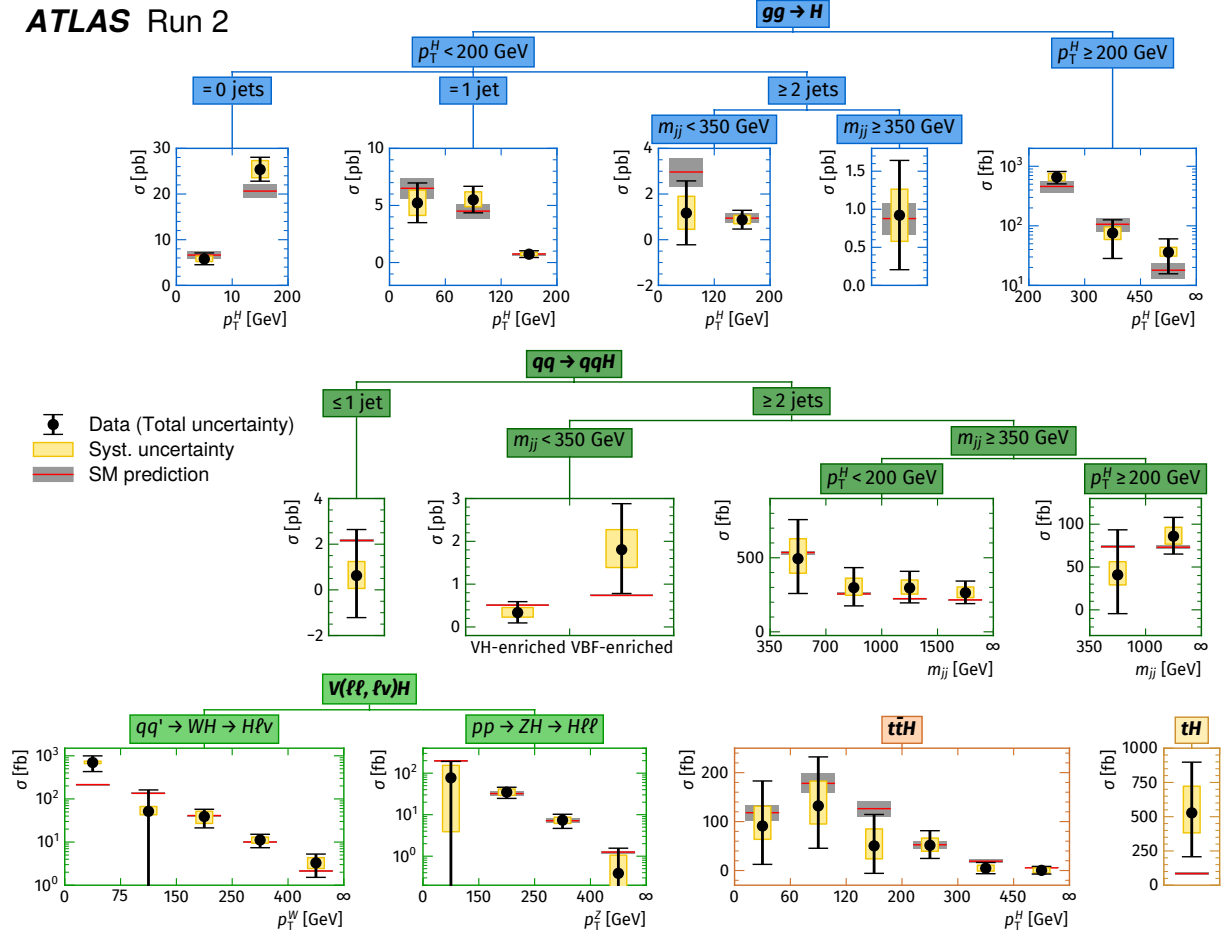 ATLAS Run 2
gg → H
p_T^H < 200 GeV
p_T^H ≥ 200 GeV
= 0 jets
= 1 jet
≥ 2 jets
m_jj < 350 GeV
m_jj ≥ 350 GeV
σ [pb]
30
20
10
0
0 10 200
p_T^H [GeV]
σ [pb]
10
5
0
0 60 120 200
p_T^H [GeV]
σ [pb]
4
2
0
−2
0 120 200
p_T^H [GeV]
σ [pb]
1.5
1.0
0.5
0.0
σ [fb]
10^3
10^2
10^1
200 300 450 ∞
p_T^H [GeV]
qq → qqH
≤ 1 jet
≥ 2 jets
m_jj < 350 GeV
m_jj ≥ 350 GeV
p_T^H < 200 GeV
p_T^H ≥ 200 GeV
Data (Total uncertainty)
Syst. uncertainty
SM prediction
σ [pb]
4
2
0
−2
σ [pb]
3
2
1
0
VH-enriched VBF-enriched
σ [fb]
500
0
350 700 1000 1500 ∞
m_jj [GeV]
σ [fb]
100
50
0
350 1000 ∞
m_jj [GeV]
V(ℓℓ, ℓν)H
qq' → WH → Hℓν
pp → ZH → Hℓℓ
tt̄H
tH
σ [fb]
10^3
10^2
10^1
10^0
0 75 150 250 400 ∞
p_T^W [GeV]
σ [fb]
10^2
10^1
10^0
0 150 250 400 ∞
p_T^Z [GeV]
σ [fb]
200
100
0
0 60 120 200 300 450 ∞
p_T^H [GeV]
σ [fb]
1000
750
500
250
0